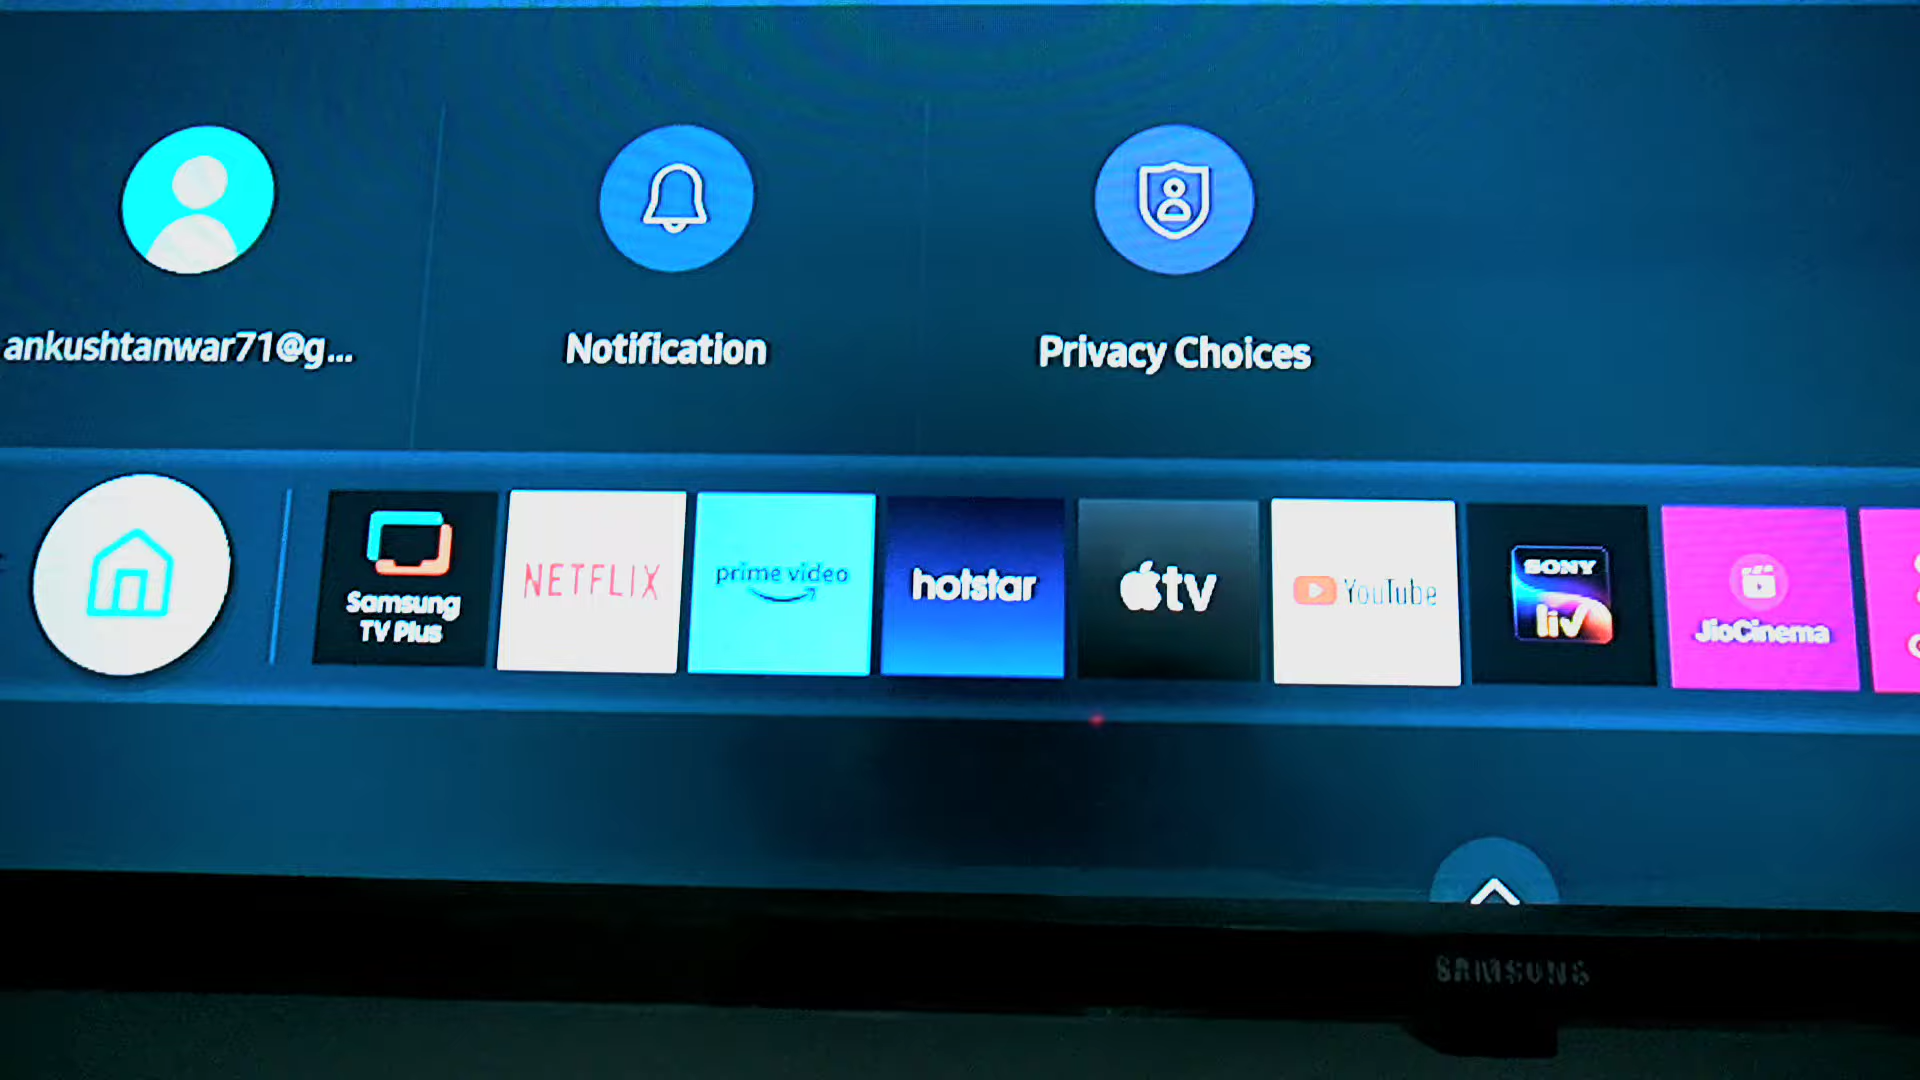 ankushtanwar71@g...
Notification
Privacy Choices
Samsung
TV Plus
NETFLIX
prime video
hotstar
tv
YouTube
SONY
liv
JioCinema
SAMSUNG